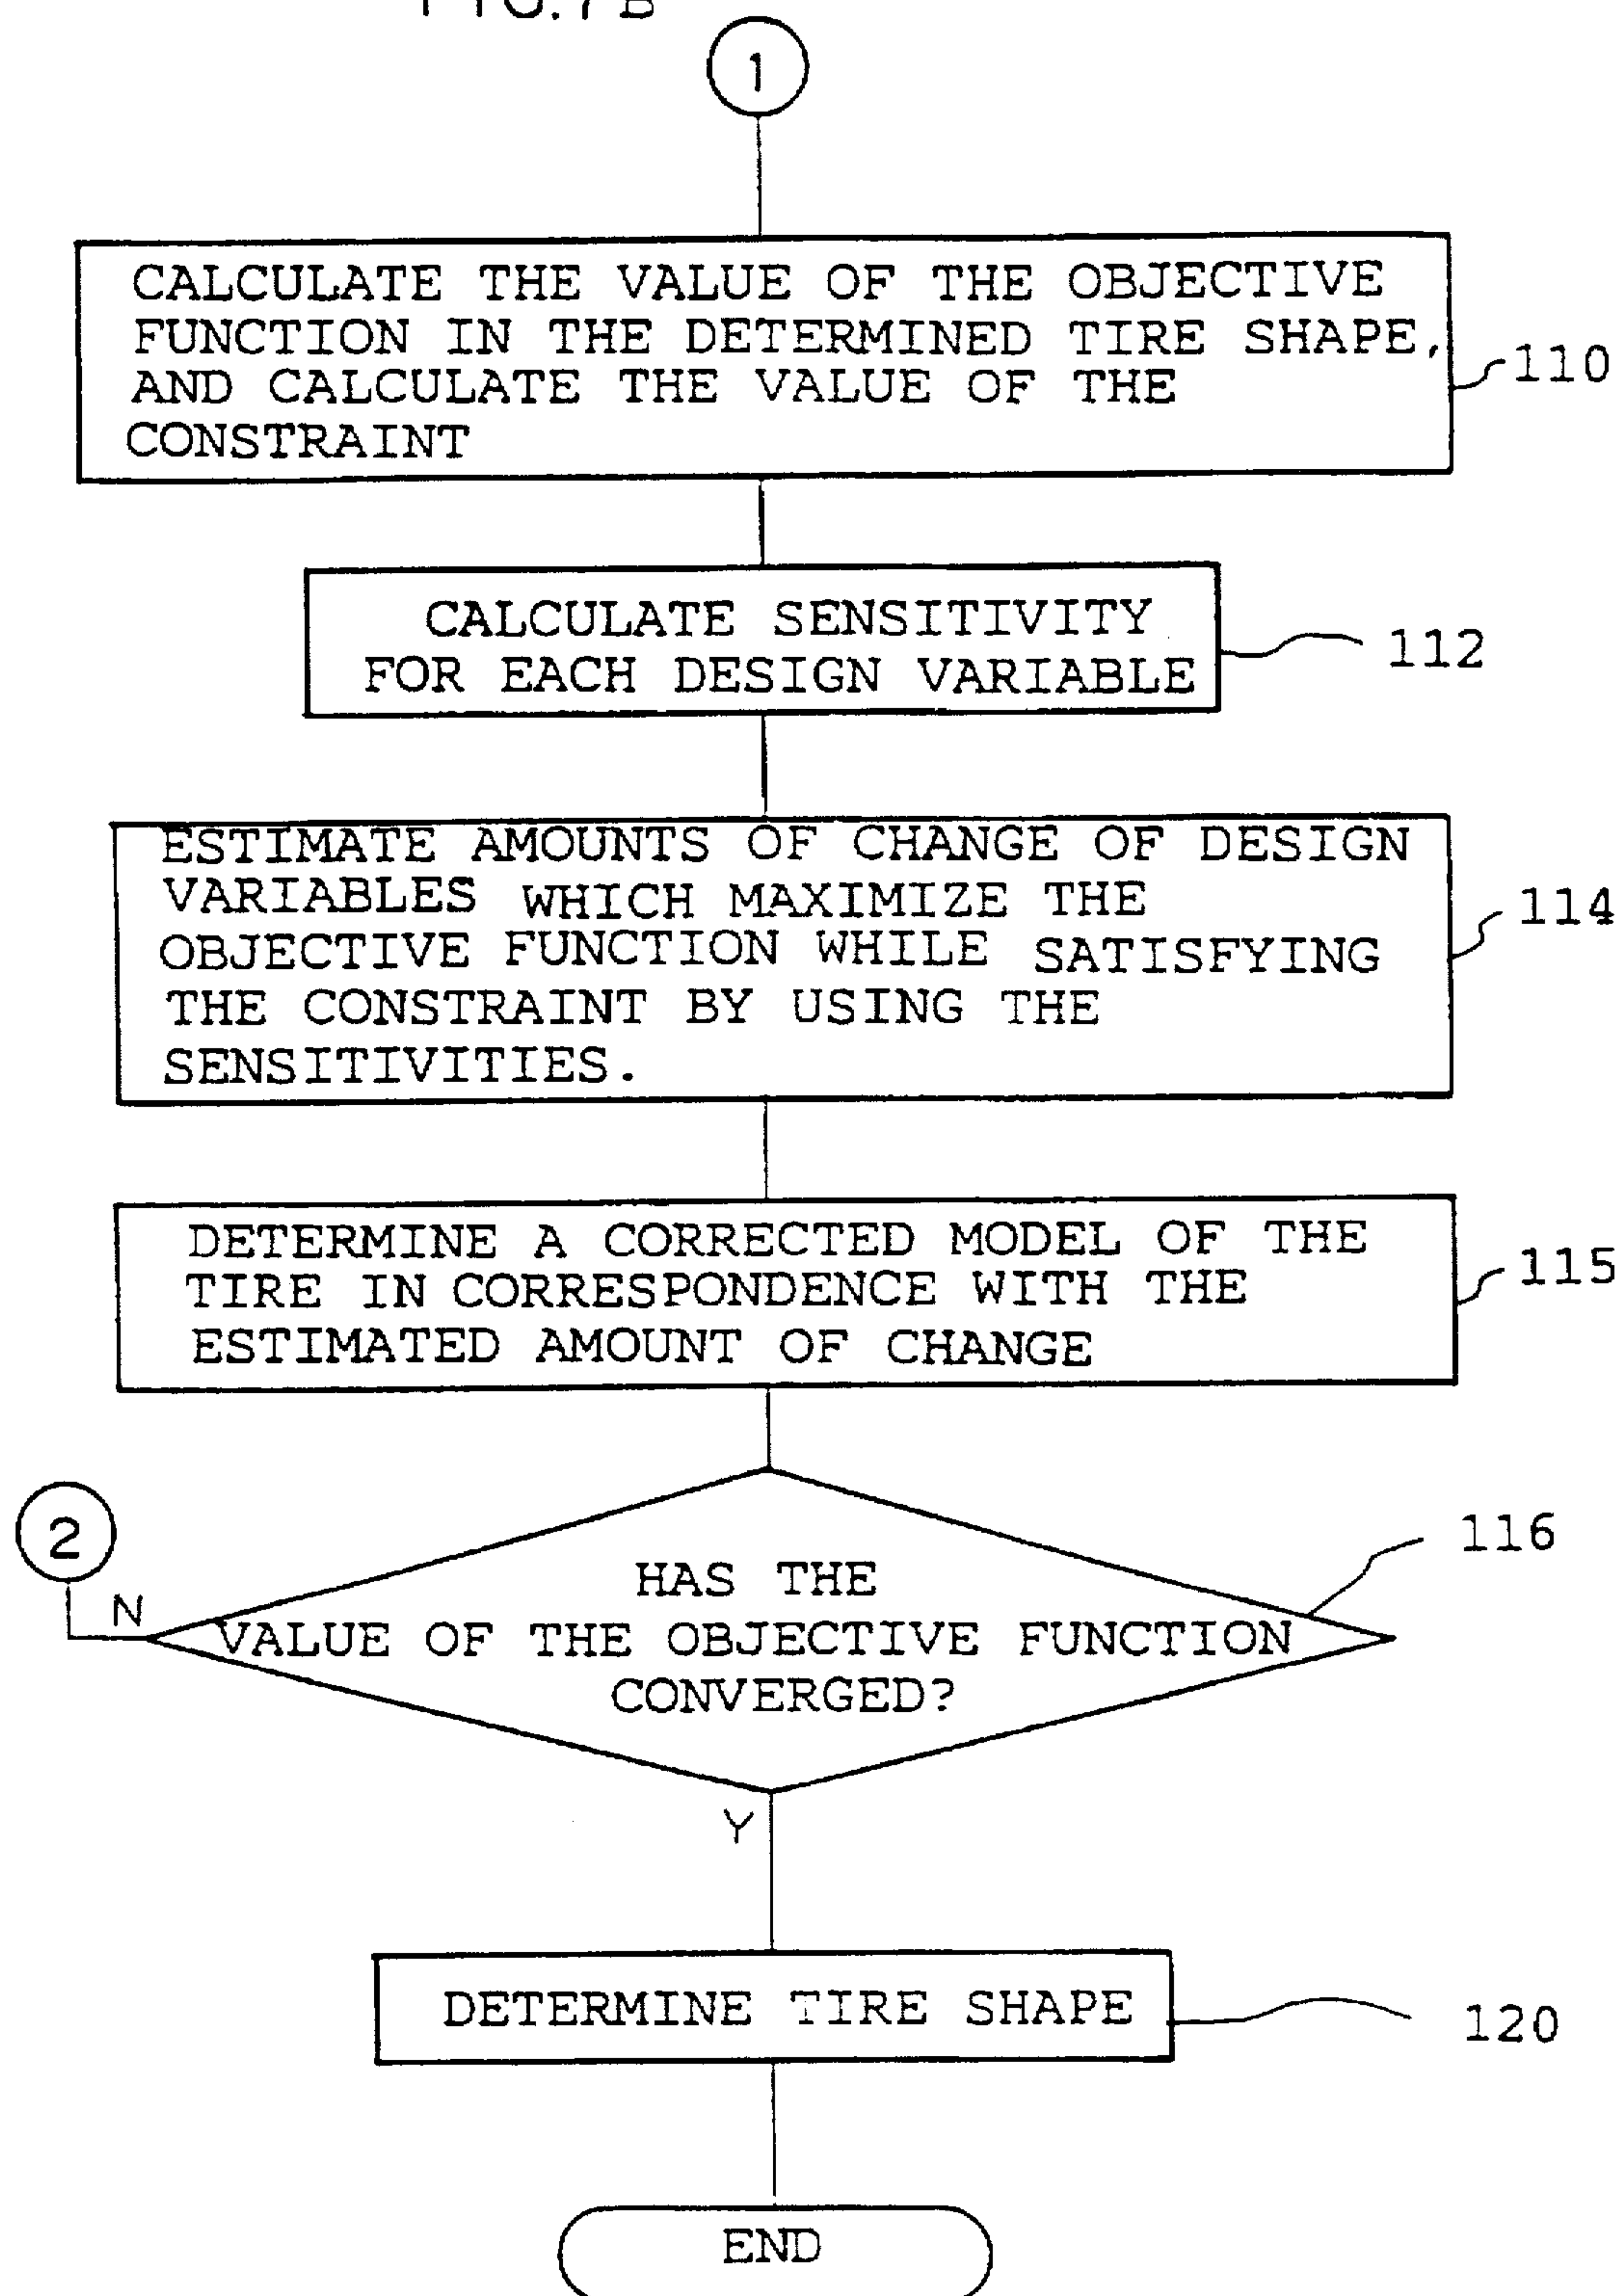 FIG.7B
1
CALCULATE THE VALUE OF THE OBJECTIVE
FUNCTION IN THE DETERMINED TIRE SHAPE,
AND CALCULATE THE VALUE OF THE
CONSTRAINT
110
CALCULATE SENSITIVITY
FOR EACH DESIGN VARIABLE
112
ESTIMATE AMOUNTS OF CHANGE OF DESIGN
VARIABLES WHICH MAXIMIZE THE
OBJECTIVE FUNCTION WHILE SATISFYING
THE CONSTRAINT BY USING THE
SENSITIVITIES.
114
DETERMINE A CORRECTED MODEL OF THE
TIRE IN CORRESPONDENCE WITH THE
ESTIMATED AMOUNT OF CHANGE
115
2
N
HAS THE
VALUE OF THE OBJECTIVE FUNCTION
CONVERGED?
116
Y
DETERMINE TIRE SHAPE
120
END